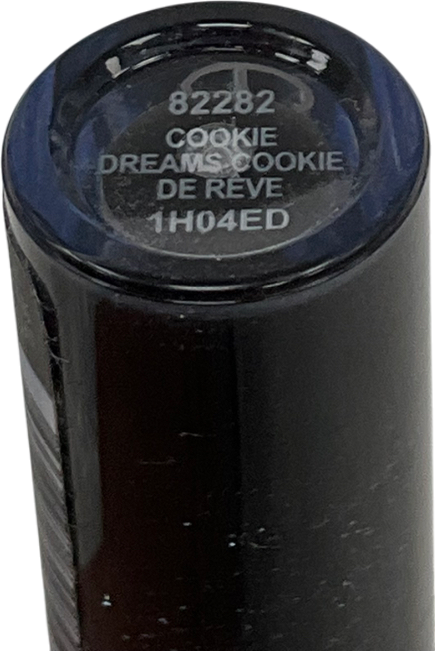 82282
COOKIE
DREAMS COOKIE
DE RÊVE
1H04ED